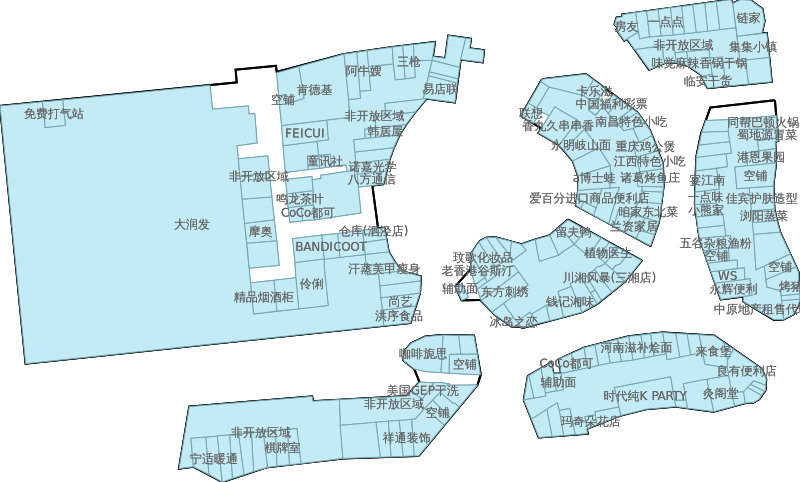 房友
一点点
链家
非开放区域
集集小镇
味觉麻辣香锅干锅
临安干货
三枪
阿牛嫂
肯德基
易店联
空铺
免费打气站
FEICUI
非开放区域
韩居屋
童讯社
诺嘉光学
八方通信
非开放区域
鸣龙茶叶
CoCo都可
大润发
摩奥
仓库(泗泾店)
BANDICOOT
汗蒸美甲瘦身
伶俐
精品烟酒柜
尚艺
洪序食品
卡乐滋
中国福利彩票
联想
香九久串串香
南昌特色小吃
永明岐山面
重庆鸡公煲
江西特色小吃
a博士蛙
诸葛烤鱼庄
爱百分进口商品便利店
咱家东北菜
兰资家居
同帮巴顿火锅
蜀地源冒菜
港恩果园
空铺
宴江南
一点味
佳宾护肤造型
小熊家
浏阳蒸菜
五谷杂粮渔粉
空铺
空铺
WS
永辉便利
烤猪
中原地产租售代
留夫鸭
玫歌化妆品
植物医生
老香港谷斯汀
川湘风暴(三湘店)
辅助面
东方刺绣
钱记湘味
冰岛之恋
咖啡旋思
空铺
美国GEP干洗
非开放区域
空铺
祥通装饰
非开放区域
棋牌室
宁适暖通
河南滋补烩面
来食堡
CoCo都可
良有便利店
辅助面
时代纯K PARTY
灸阁堂
玛奇朵花店